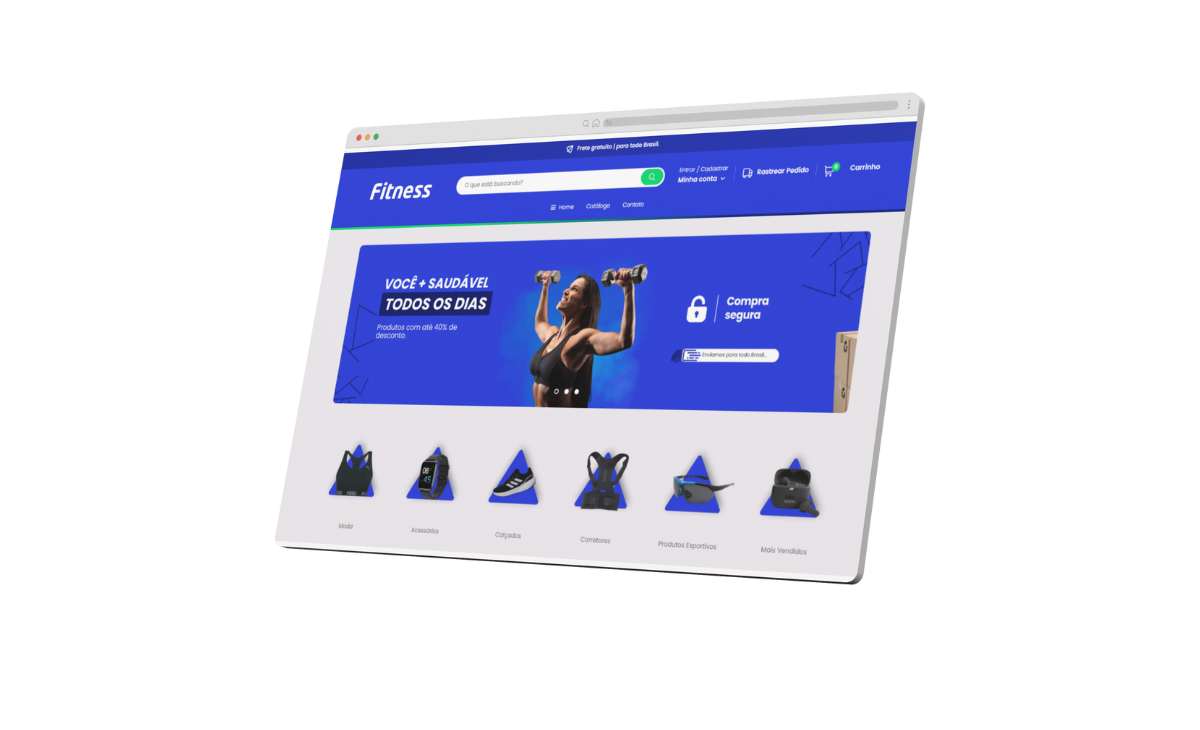 Frete gratuito | para todo Brasil
Fitness
O que está buscando?
Entrar / Cadastrar
Minha conta
Rastrear Pedido
0
Carrinho
Home
Catálogo
Contato
VOCÊ + SAUDÁVEL
TODOS OS DIAS
Produtos com até 40% de
desconto.
Compra
segura
Enviamos para todo Brasil...
08
45
Moda
Acessórios
Calçados
Corretores
Produtos Esportivos
Mais Vendidos